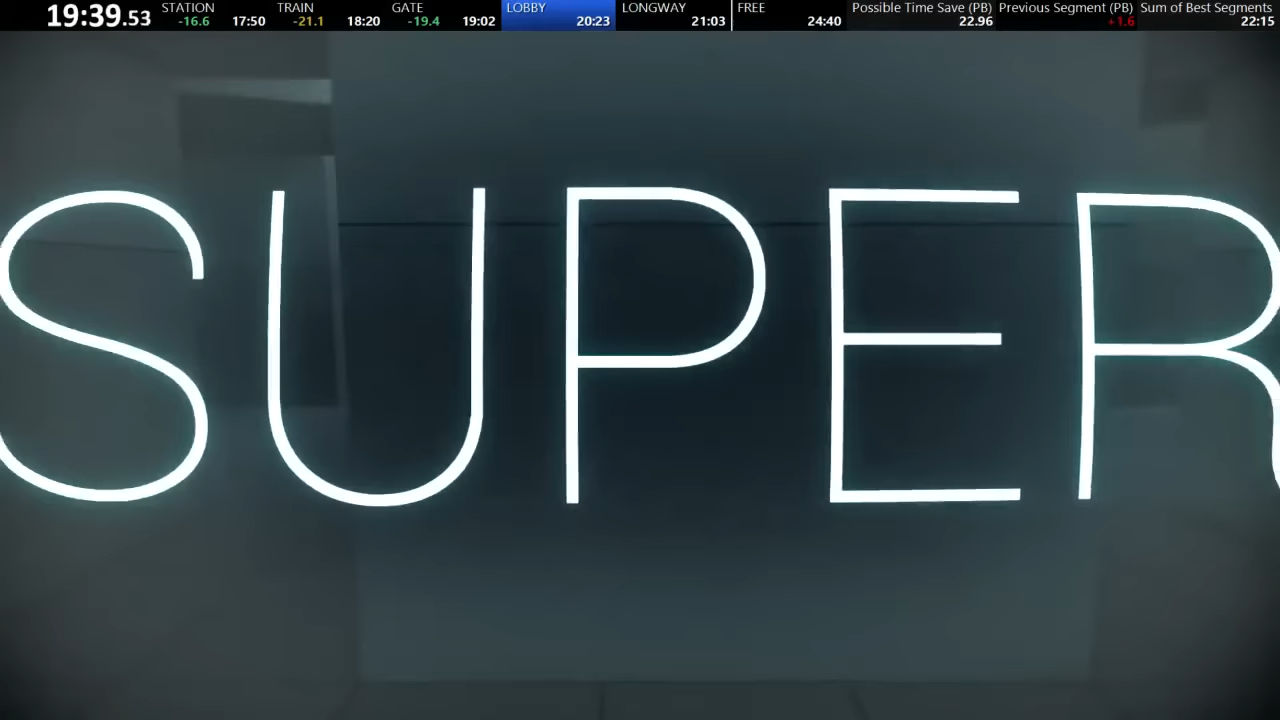 19:39.53 STATION -16.6 17:50 TRAIN -21.1 18:20 GATE -19.4 19:02 LOBBY 20:23 LONGWAY 21:03 FREE 24:40 Possible Time Save (PB) 22.96 Previous Segment (PB) +1.6 Sum of Best Segments 22:15
SUPER